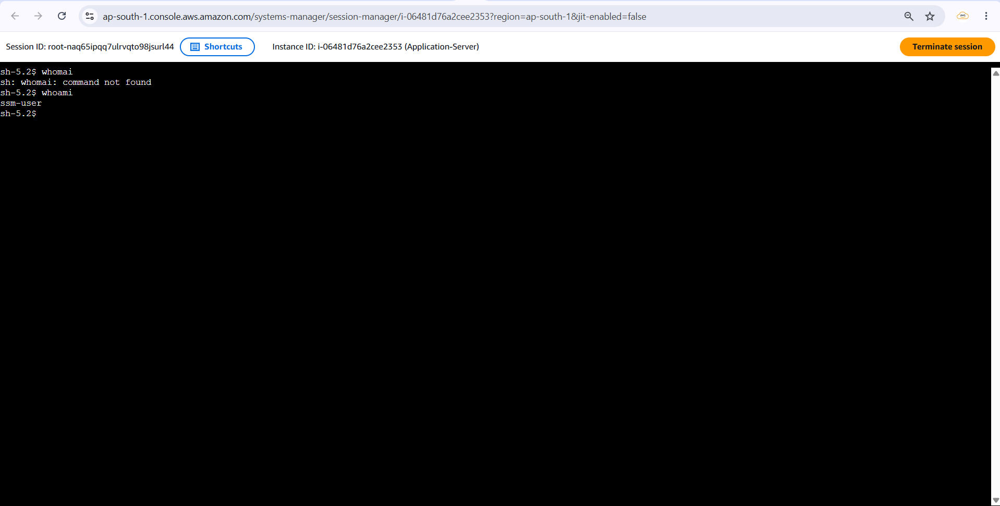 ap-south-1.console.aws.amazon.com/systems-manager/session-manager/i-06481d76a2cee2353?region=ap-south-1&jit-enabled=false
aws
Session ID: root-naq65ipqq7ulrvqto98jsurl44 Shortcuts Instance ID: i-06481d76a2cee2353 (Application-Server) Terminate session
sh-5.2$ whomai
sh: whomai: command not found
sh-5.2$ whoami
ssm-user
sh-5.2$